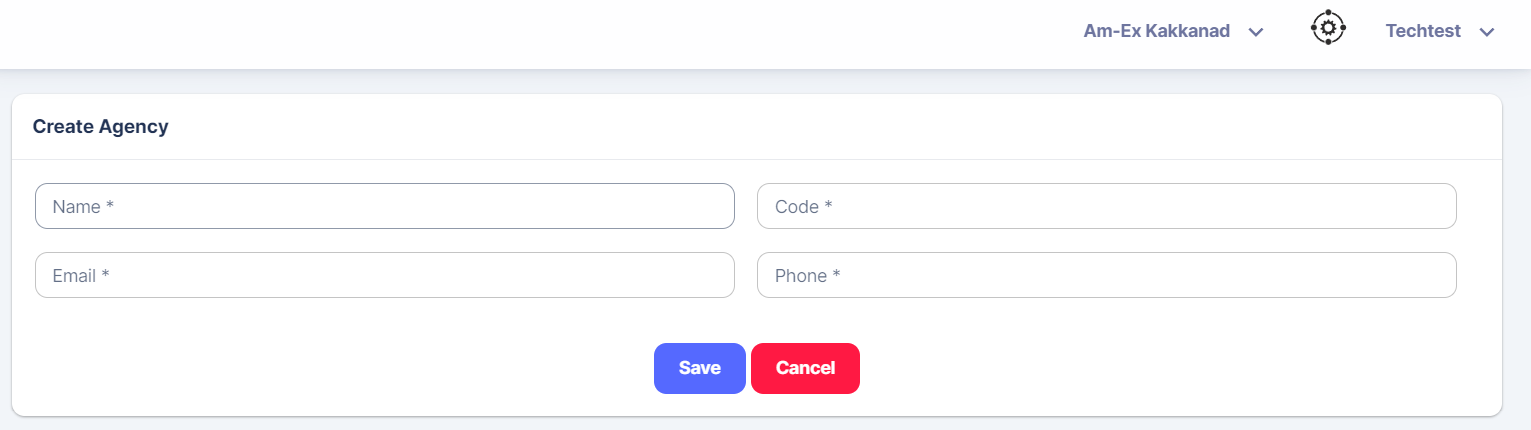 Am-Ex Kakkanad Techtest
Create Agency
Name * Code *
Email * Phone *
Save Cancel